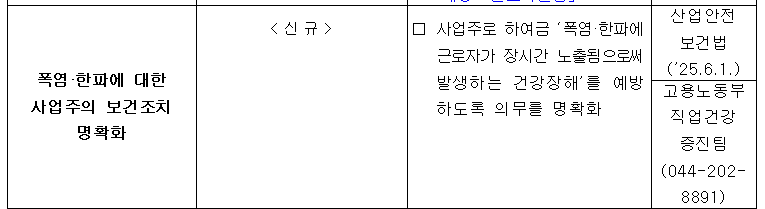 폭염·한파에 대한
사업주의 보건조치
명확화
< 신 규 >
□ 사업주로 하여금 ‘폭염·한파에
근로자가 장시간 노출됨으로써
발생하는 건강장해’를 예방
하도록 의무를 명확화
산업안전
보건법
(’25.6.1.)
고용노동부
직업건강
증진팀
(044-202-
8891)